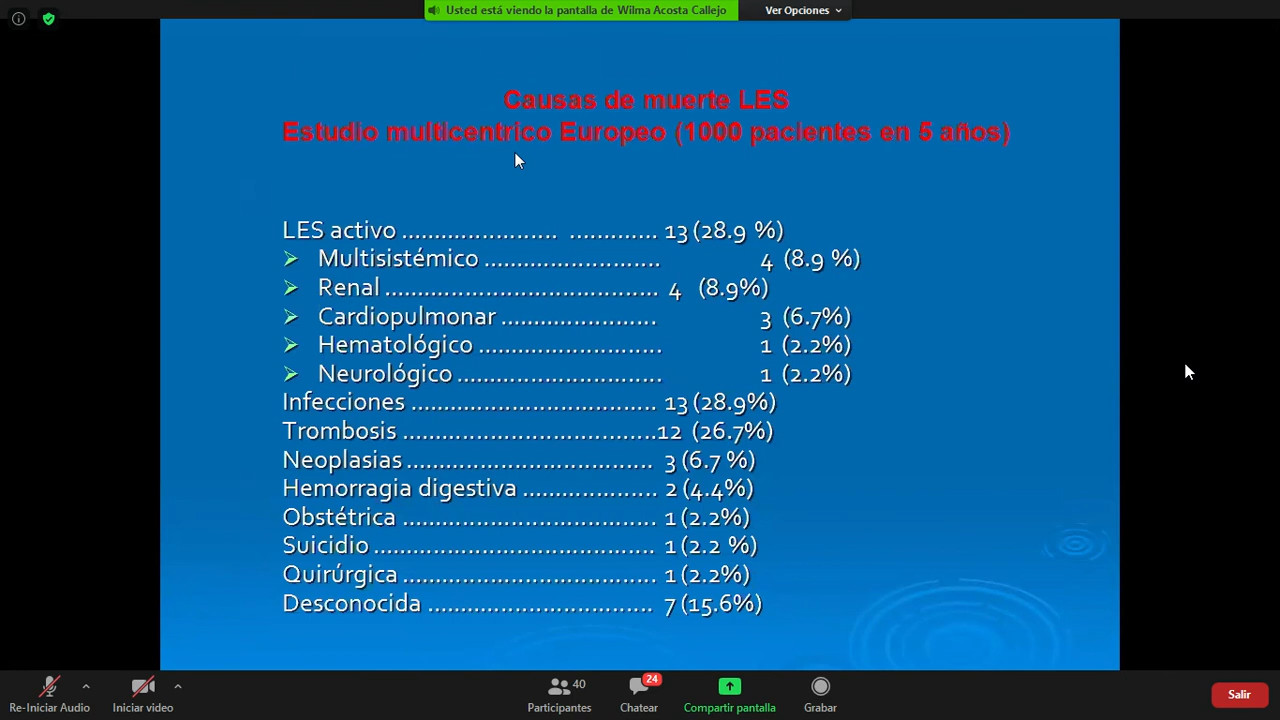 Usted está viendo la pantalla de Wilma Acosta Callejo
Ver Opciones
Causas de muerte LES
Estudio multicentrico Europeo (1000 pacientes en 5 años)
LES activo ....................... ............. 13 (28.9 %)
Multisistémico ........................... 4 (8.9 %)
Renal .......................................... 4 (8.9%)
Cardiopulmonar ........................ 3 (6.7%)
Hematológico ............................ 1 (2.2%)
Neurológico ............................... 1 (2.2%)
Infecciones ..................................... 13 (28.9%)
Trombosis ......................................12 (26.7%)
Neoplasias ..................................... 3 (6.7 %)
Hemorragia digestiva .................... 2 (4.4%)
Obstétrica ...................................... 1 (2.2%)
Suicidio .......................................... 1 (2.2 %)
Quirúrgica ...................................... 1 (2.2%)
Desconocida .................................. 7 (15.6%)
Re-Iniciar Audio
Iniciar video
40
Participantes
24
Chatear
Compartir pantalla
Grabar
Salir